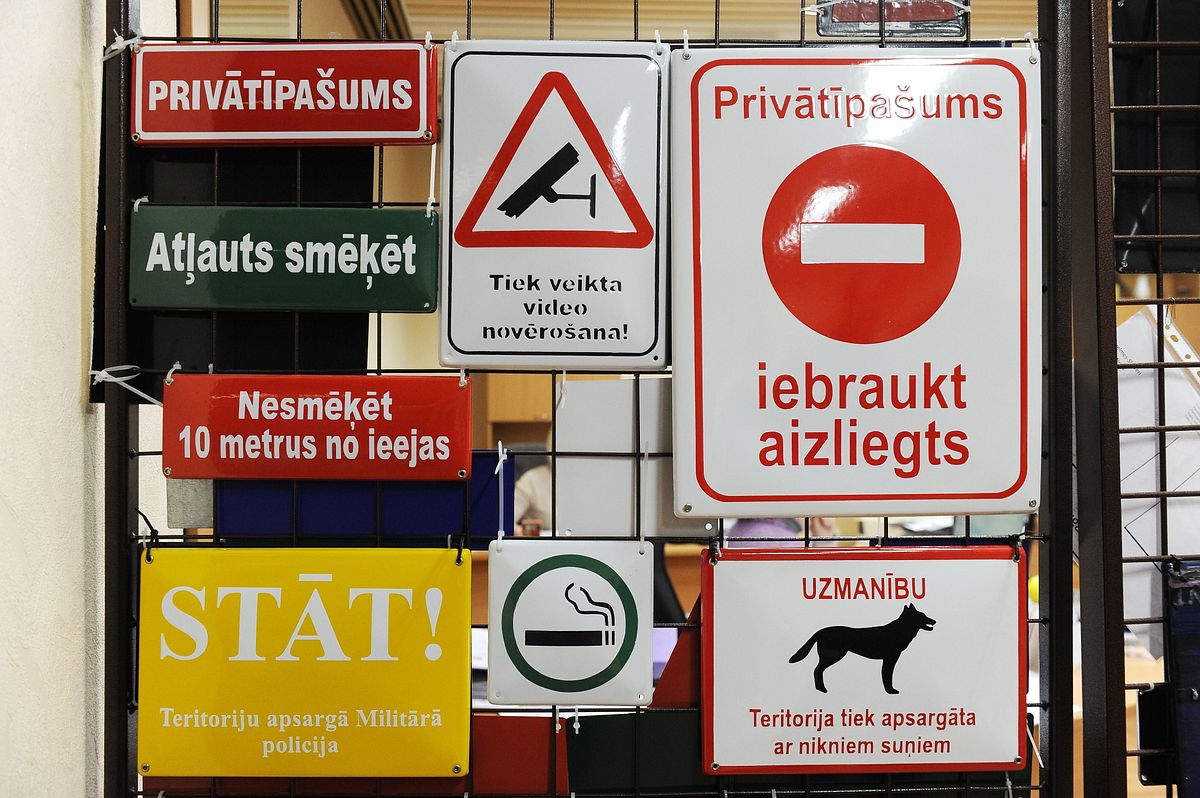 PRIVĀTĪPAŠUMS
Atļauts smēķēt
Nesmēķēt
10 metrus no ieejas
Tiek veikta
video
novērošana!
Privātīpašums
iebraukt
aizliegts
STĀT!
Teritoriju apsargā Militārā
policija
UZMANĪBU
Teritorija tiek apsargāta
ar nikniem suņiem